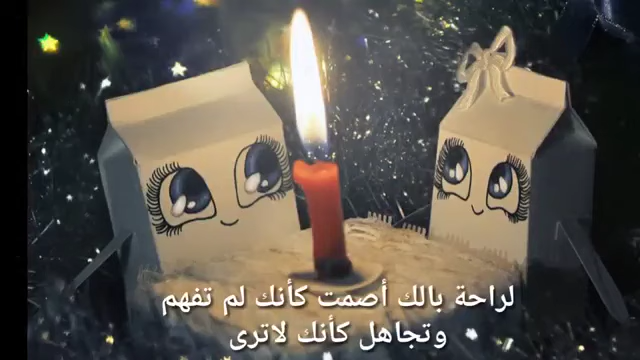 لراحة بالك أصمت كأنك لم تفهم
وتجاهل كأنك لاترى